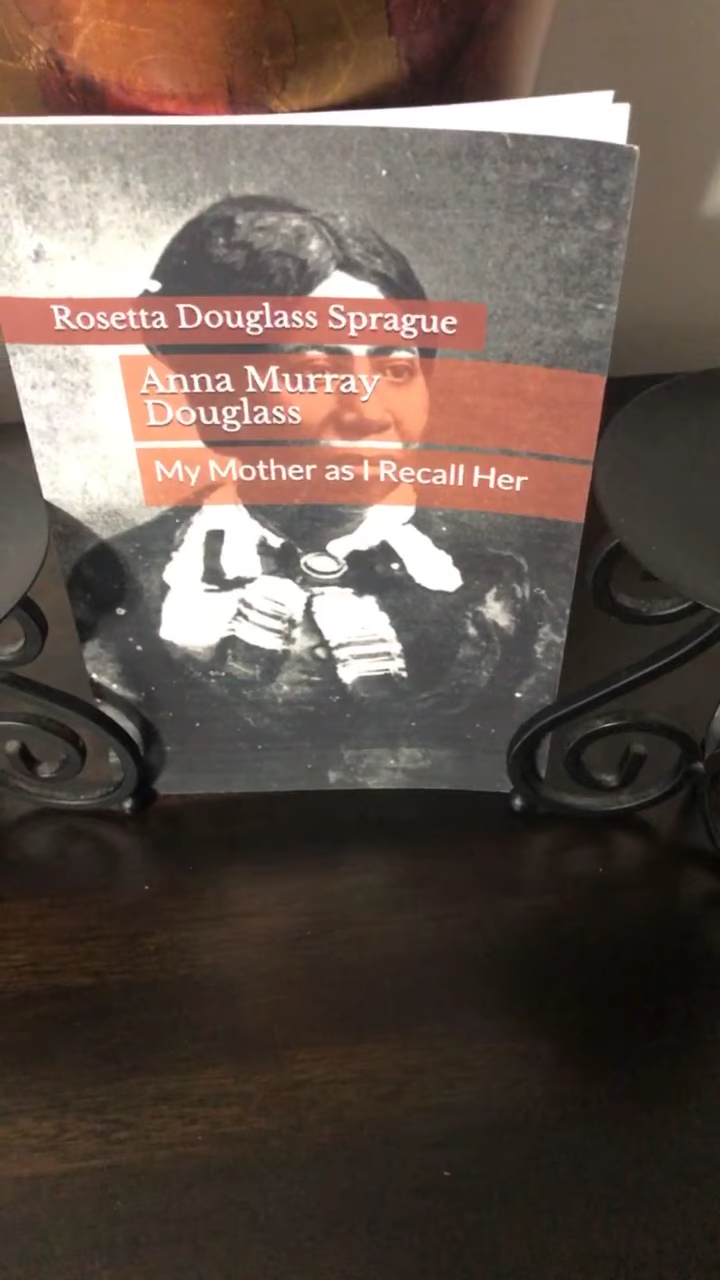 Rosetta Douglass Sprague
Anna Murray
Douglass
My Mother as I Recall Her